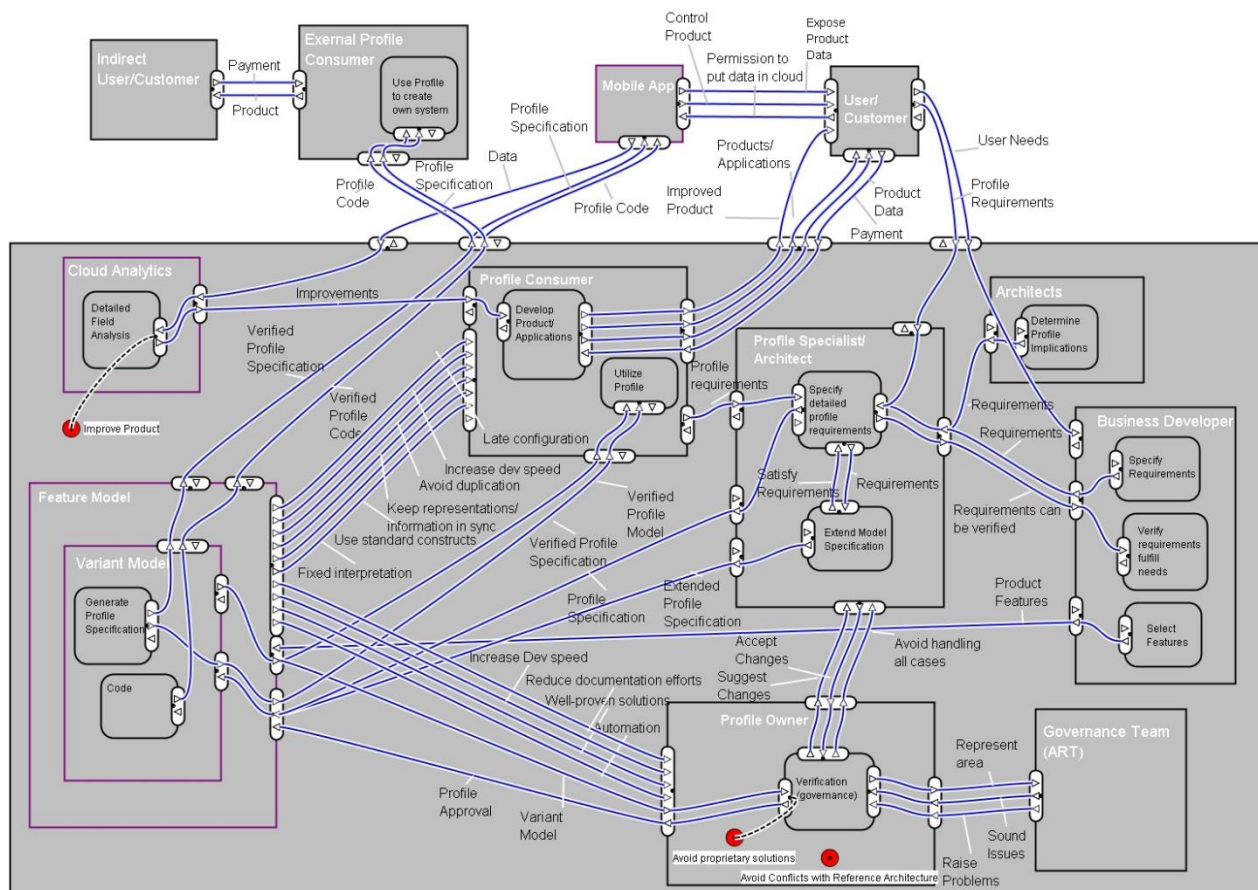 Indirect
User/Customer
Payment
Product
Exernal Profile
Consumer
Use Profile
to create
own system
Profile
Code
Profile
Specification
Data
Profile
Specification
Profile Code
Mobile App
Control
Product
Expose
Product
Data
Permission to
put data in cloud
User/
Customer
Products/
Applications
Improved
Product
Product
Data
Payment
User Needs
Profile
Requirements
Cloud Analytics
Detailed
Field
Analysis
Improve Product
Improvements
Verified
Profile
Specification
Verified
Profile
Code
Profile Consumer
Develop
Product/
Applications
Utilize
Profile
Profile
requirements
Late configuration
Increase dev speed
Avoid duplication
Keep representations/
information in sync
Use standard constructs
Fixed interpretation
Verified
Profile
Model
Verified Profile
Specification
Profile
Specification
Extended
Profile
Specification
Profile Specialist/
Architect
Specify
detailed
profile
requirements
Satisfy
Requirements
Requirements
Extend Model
Specification
Architects
Determine
Profile
Implications
Requirements
Requirements
Requirements can
be verified
Product
Features
Business Developer
Specify
Requirements
Verify
requirements
fulfill
needs
Select
Features
Feature Model
Variant Model
Generate
Profile
Specification
Code
Increase Dev speed
Reduce documentation efforts
Well-proven solutions
Automation
Profile
Approval
Variant
Model
Accept
Changes
Suggest
Changes
Avoid handling
all cases
Profile Owner
Verification
(governance)
Avoid proprietary solutions
Avoid Conflicts with Reference Architecture
Represent
area
Sound
Issues
Raise
Problems
Governance Team
(ART)